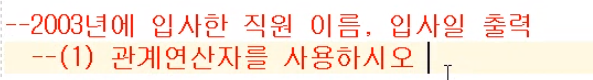 --2003년에 입사한 직원 이름, 입사일 출력
--(1) 관계연산자를 사용하시오